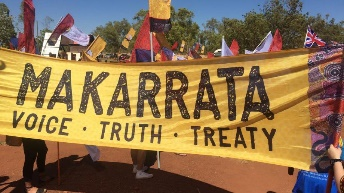 MAKARRATA
VOICE · TRUTH · TREATY